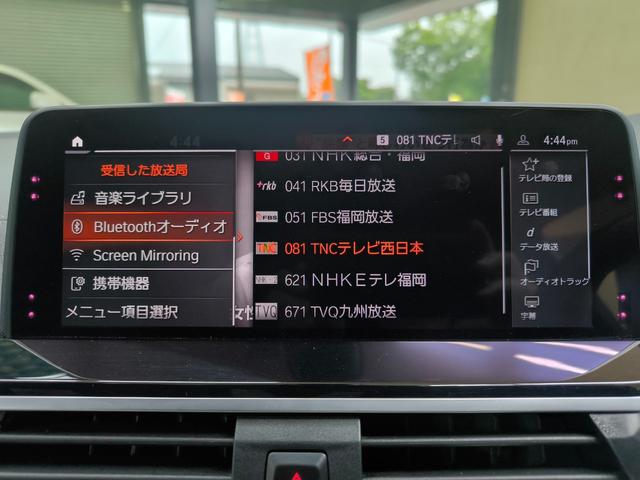 4:44
5 081 TNCテレ
4:44pm
受信した放送局
音楽ライブラリ
Bluetoothオーディオ
Screen Mirroring
携帯機器
メニュー項目選択
G 031 NHK総合・福岡
rkb 041 RKB毎日放送
FBS 051 FBS福岡放送
TNC 081 TNCテレビ西日本
621 NHKEテレ福岡
女性
TVQ 671 TVQ九州放送
テレビ局の登録
テレビ番組
d
データ放送
オーディオトラック
字幕